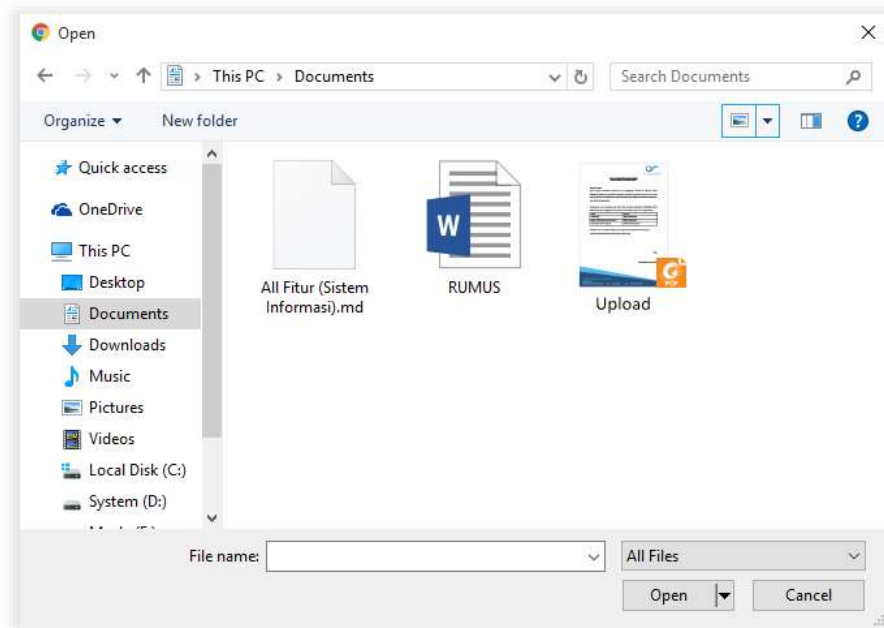 Open
This PC > Documents
Search Documents
Organize
New folder
Quick access
OneDrive
This PC
Desktop
Documents
Downloads
Music
Pictures
Videos
Local Disk (C:)
System (D:)
All Fitur (Sistem
Informasi).md
W
RUMUS
PDF
Upload
File name:
All Files
Open
Cancel